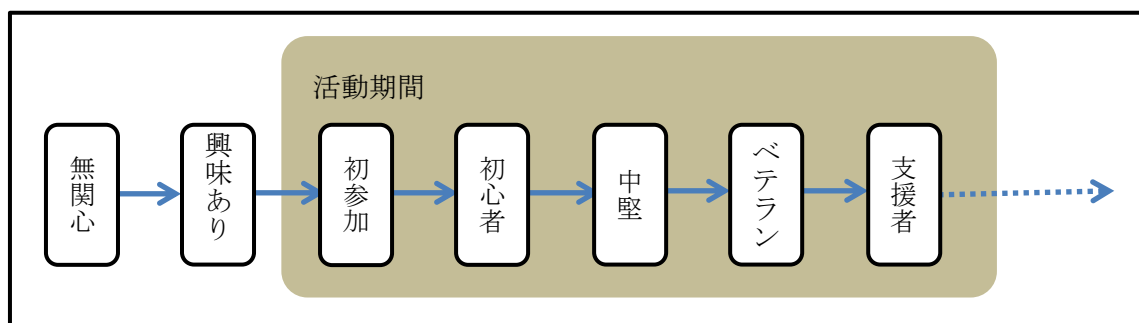 活動期間
無関心
興味あり
初参加
初心者
中堅
ベテラン
支援者